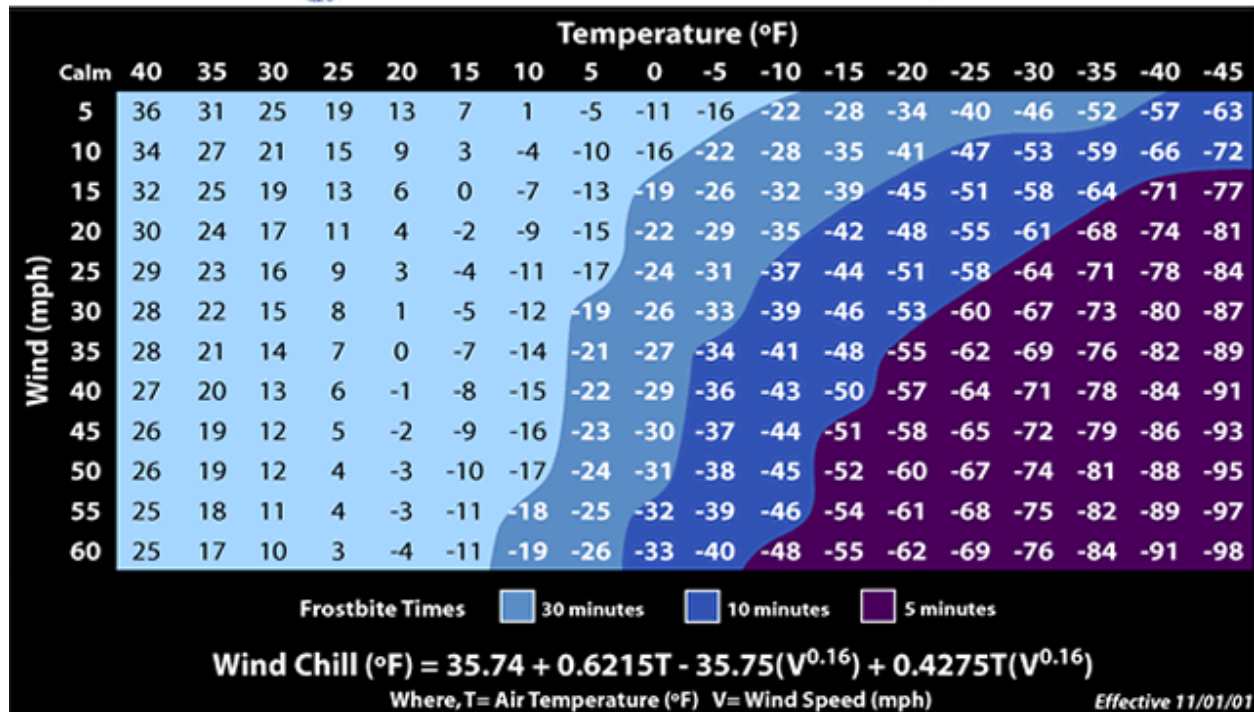 Temperature (ºF)
Calm 40 35 30 25 20 15 10 5 0 -5 -10 -15 -20 -25 -30 -35 -40 -45
5 36 31 25 19 13 7 1 -5 -11 -16 -22 -28 -34 -40 -46 -52 -57 -63
10 34 27 21 15 9 3 -4 -10 -16 -22 -28 -35 -41 -47 -53 -59 -66 -72
15 32 25 19 13 6 0 -7 -13 -19 -26 -32 -39 -45 -51 -58 -64 -71 -77
20 30 24 17 11 4 -2 -9 -15 -22 -29 -35 -42 -48 -55 -61 -68 -74 -81
25 29 23 16 9 3 -4 -11 -17 -24 -31 -37 -44 -51 -58 -64 -71 -78 -84
30 28 22 15 8 1 -5 -12 -19 -26 -33 -39 -46 -53 -60 -67 -73 -80 -87
35 28 21 14 7 0 -7 -14 -21 -27 -34 -41 -48 -55 -62 -69 -76 -82 -89
40 27 20 13 6 -1 -8 -15 -22 -29 -36 -43 -50 -57 -64 -71 -78 -84 -91
45 26 19 12 5 -2 -9 -16 -23 -30 -37 -44 -51 -58 -65 -72 -79 -86 -93
50 26 19 12 4 -3 -10 -17 -24 -31 -38 -45 -52 -60 -67 -74 -81 -88 -95
55 25 18 11 4 -3 -11 -18 -25 -32 -39 -46 -54 -61 -68 -75 -82 -89 -97
60 25 17 10 3 -4 -11 -19 -26 -33 -40 -48 -55 -62 -69 -76 -84 -91 -98
Wind (mph)
Frostbite Times 30 minutes 10 minutes 5 minutes
Wind Chill (ºF) = 35.74 + 0.6215T - 35.75(V^0.16) + 0.4275T(V^0.16)
Where, T= Air Temperature (ºF) V= Wind Speed (mph) Effective 11/01/01